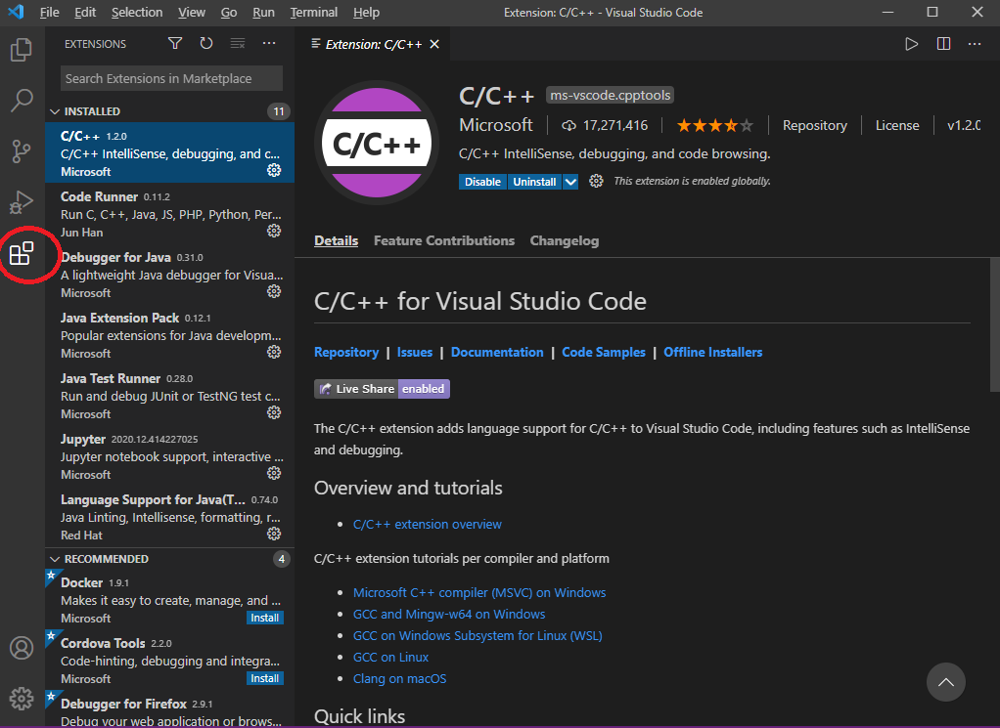 File Edit Selection View Go Run Terminal Help
Extension: C/C++ - Visual Studio Code
EXTENSIONS
Search Extensions in Marketplace
INSTALLED 11
C/C++ 1.2.0
C/C++ IntelliSense, debugging, and c...
Microsoft
Code Runner 0.11.2
Run C, C++, Java, JS, PHP, Python, Per...
Jun Han
Debugger for Java 0.31.0
A lightweight Java debugger for Visua...
Microsoft
Java Extension Pack 0.12.1
Popular extensions for Java developm...
Microsoft
Java Test Runner 0.28.0
Run and debug JUnit or TestNG test c...
Microsoft
Jupyter 2020.12.414227025
Jupyter notebook support, interactive ...
Microsoft
Language Support for Java(T... 0.74.0
Java Linting, Intellisense, formatting, r...
Red Hat
RECOMMENDED 4
Docker 1.9.1
Makes it easy to create, manage, and ...
Microsoft Install
Cordova Tools 2.2.0
Code-hinting, debugging and integra...
Microsoft Install
Debugger for Firefox 2.9.1
Debug your web application or brows...
Extension: C/C++
C/C++
C/C++ ms-vscode.cpptools
Microsoft 17,271,416 Repository License v1.2.0
C/C++ IntelliSense, debugging, and code browsing.
Disable Uninstall This extension is enabled globally.
Details Feature Contributions Changelog
C/C++ for Visual Studio Code
Repository | Issues | Documentation | Code Samples | Offline Installers
Live Share enabled
The C/C++ extension adds language support for C/C++ to Visual Studio Code, including features such as IntelliSense
and debugging.
Overview and tutorials
• C/C++ extension overview
C/C++ extension tutorials per compiler and platform
• Microsoft C++ compiler (MSVC) on Windows
• GCC and Mingw-w64 on Windows
• GCC on Windows Subsystem for Linux (WSL)
• GCC on Linux
• Clang on macOS
Quick links